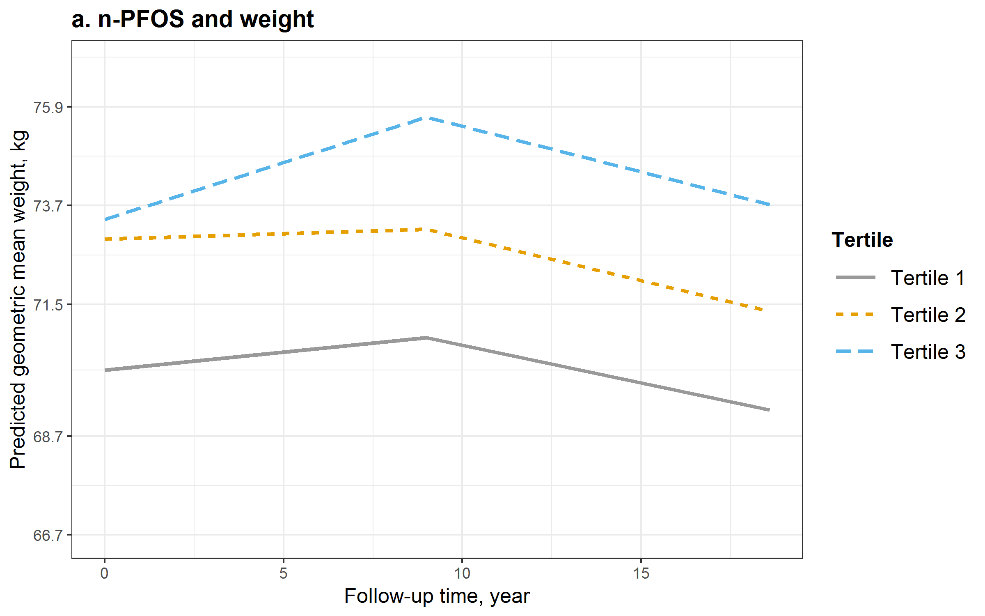 a. n-PFOS and weight
Predicted geometric mean weight, kg
75.9
73.7
71.5
68.7
66.7
0
5
10
15
Follow-up time, year
Tertile
Tertile 1
Tertile 2
Tertile 3